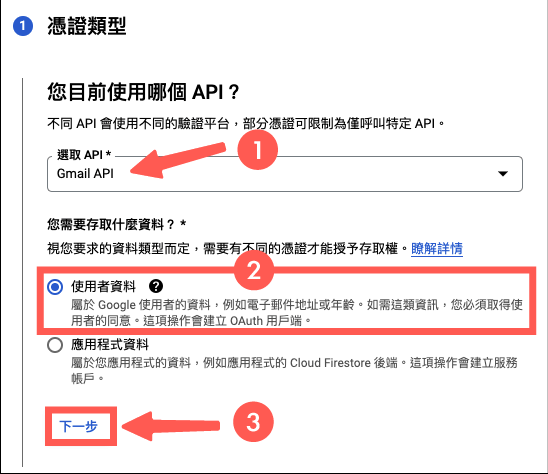 1 憑證類型
您目前使用哪個 API？
不同 API 會使用不同的驗證平台，部分憑證可限制為僅呼叫特定 API。
選取 API *
Gmail API
1
您需要存取什麼資料？ *
視您要求的資料類型而定，需要有不同的憑證才能授予存取權。瞭解詳情
2
使用者資料 ?
屬於 Google 使用者的資料，例如電子郵件地址或年齡。如需這類資訊，您必須取得使
用者的同意。這項操作會建立 OAuth 用戶端。
應用程式資料
屬於您應用程式的資料，例如應用程式的 Cloud Firestore 後端。這項操作會建立服務
帳戶。
下一步
3